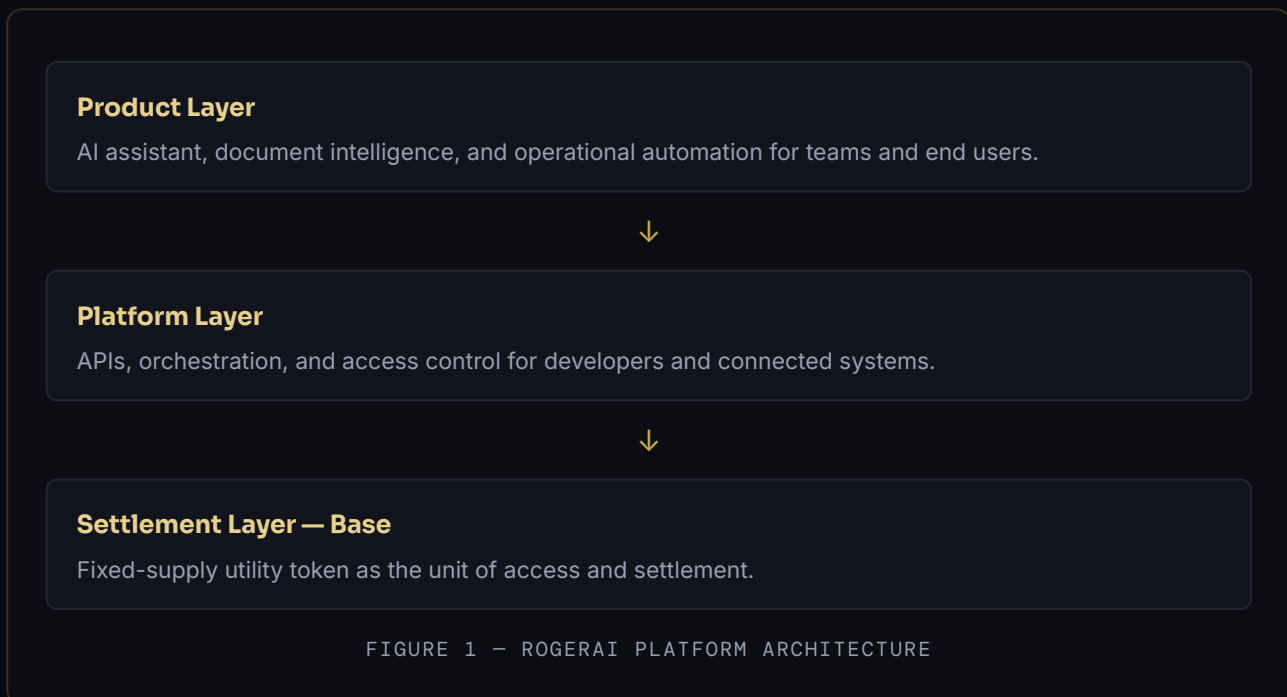 Product Layer
AI assistant, document intelligence, and operational automation for teams and end users.
↓
Platform Layer
APIs, orchestration, and access control for developers and connected systems.
↓
Settlement Layer — Base
Fixed-supply utility token as the unit of access and settlement.
FIGURE 1 — ROGERAI PLATFORM ARCHITECTURE